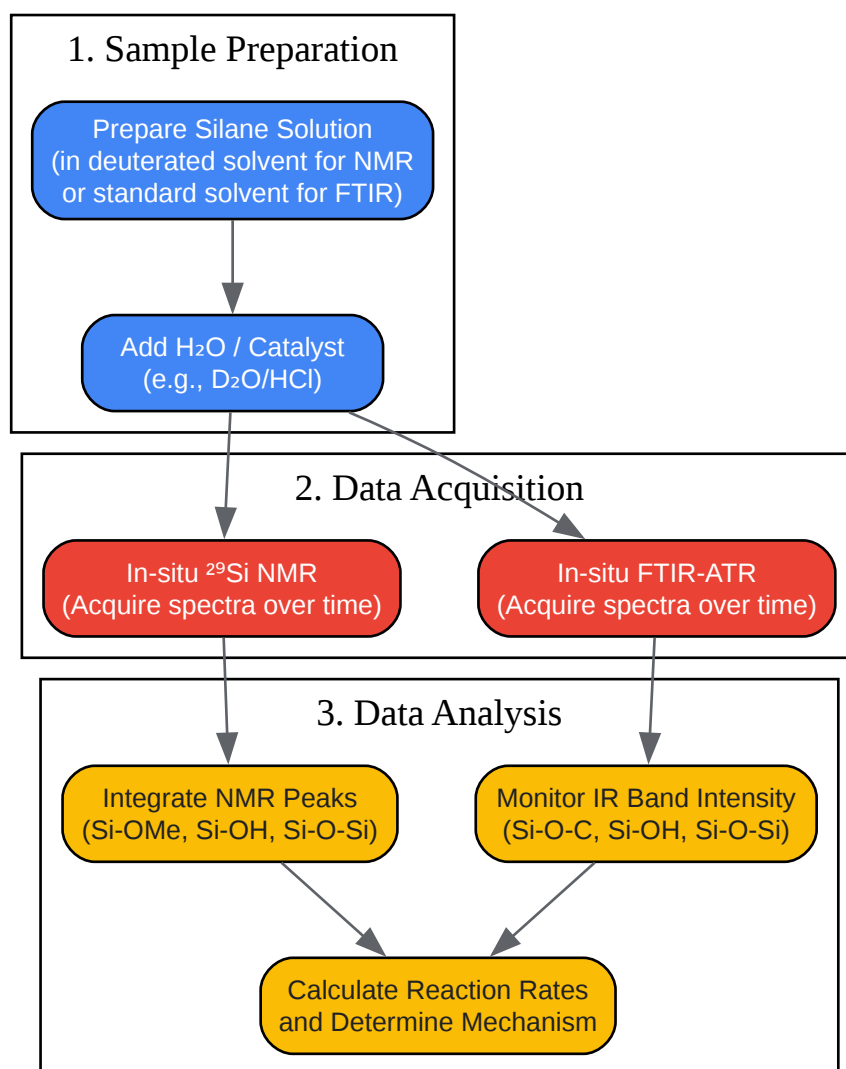 1. Sample Preparation
Prepare Silane Solution
(in deuterated solvent for NMR
or standard solvent for FTIR)
Add H₂O / Catalyst
(e.g., D₂O/HCl)
2. Data Acquisition
In-situ ²⁹Si NMR
(Acquire spectra over time)
In-situ FTIR-ATR
(Acquire spectra over time)
3. Data Analysis
Integrate NMR Peaks
(Si-OMe, Si-OH, Si-O-Si)
Monitor IR Band Intensity
(Si-O-C, Si-OH, Si-O-Si)
Calculate Reaction Rates
and Determine Mechanism